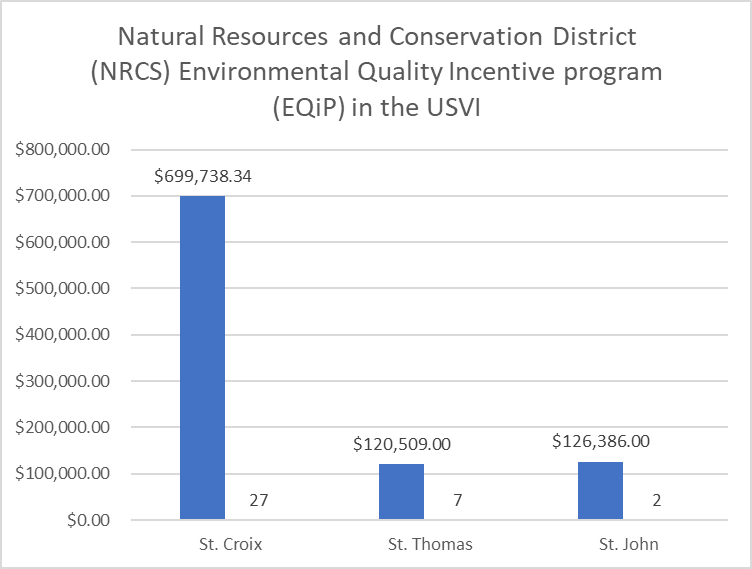 Natural Resources and Conservation District
(NRCS) Environmental Quality Incentive program
(EQiP) in the USVI
$800,000.00
$700,000.00
$600,000.00
$500,000.00
$400,000.00
$300,000.00
$200,000.00
$100,000.00
$0.00
$699,738.34
$120,509.00
$126,386.00
27
7
2
St. Croix
St. Thomas
St. John